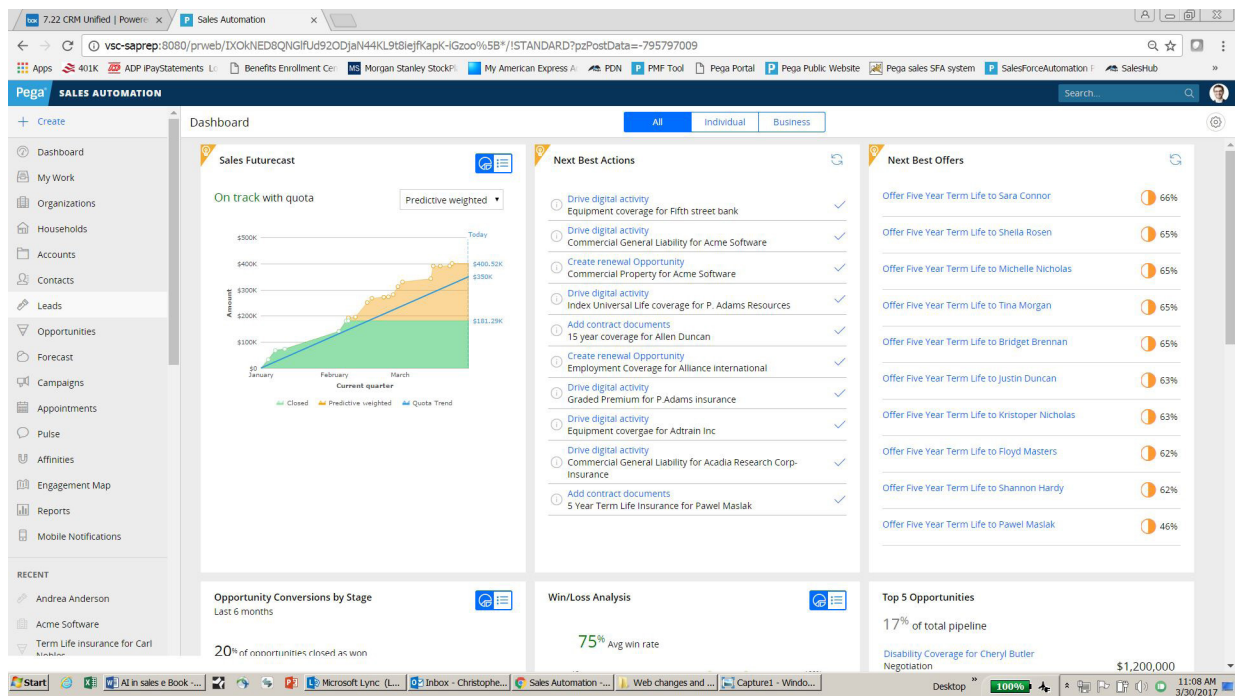 7.22 CRM Unified | Powere
Sales Automation
vsc-saprep:8080/prweb/IXOkNED8QNGlfUd92ODjaN44KL9t8iejfKapK-iGzoo%5B*/!STANDARD?pzPostData=-795797009
Apps 401K ADP iPayStatements Lo Benefits Enrollment Cen Morgan Stanley StockP My American Express A PDN PMF Tool Pega Portal Pega Public Website Pega sales SFA system SalesForceAutomation F SalesHub »
Pega SALES AUTOMATION Search...
Create
Dashboard
My Work
Organizations
Households
Accounts
Contacts
Leads
Opportunities
Forecast
Campaigns
Appointments
Pulse
Affinities
Engagement Map
Reports
Mobile Notifications
RECENT
Andrea Anderson
Acme Software
Term Life insurance for Carl
Nobles
Dashboard All Individual Business
Sales Futurecast
On track with quota Predictive weighted
Today
$500K
$400K
$300K
$200K
$100K
$0
Amount
$400.52K
$350K
$181.29K
January February March
Current quarter
Closed Predictive weighted Quota Trend
Next Best Actions
Drive digital activity
Equipment coverage for Fifth street bank
Drive digital activity
Commercial General Liability for Acme Software
Create renewal Opportunity
Commercial Property for Acme Software
Drive digital activity
Index Universal Life coverage for P. Adams Resources
Add contract documents
15 year coverage for Allen Duncan
Create renewal Opportunity
Employment Coverage for Alliance international
Drive digital activity
Graded Premium for P.Adams insurance
Drive digital activity
Equipment covergae for Adtrain Inc
Drive digital activity
Commercial General Liability for Acadia Research Corp-
Insurance
Add contract documents
5 Year Term Life Insurance for Pawel Maslak
Next Best Offers
Offer Five Year Term Life to Sara Connor 66%
Offer Five Year Term Life to Sheila Rosen 65%
Offer Five Year Term Life to Michelle Nicholas 65%
Offer Five Year Term Life to Tina Morgan 65%
Offer Five Year Term Life to Bridget Brennan 65%
Offer Five Year Term Life to Justin Duncan 63%
Offer Five Year Term Life to Kristoper Nicholas 63%
Offer Five Year Term Life to Floyd Masters 62%
Offer Five Year Term Life to Shannon Hardy 62%
Offer Five Year Term Life to Pawel Maslak 46%
Opportunity Conversions by Stage
Last 6 months
20% of opportunities closed as won
Win/Loss Analysis
75% Avg win rate
Top 5 Opportunities
17% of total pipeline
Disability Coverage for Cheryl Butler
Negotiation $1,200,000
Start AI in sales e Book -... Microsoft Lync (L... Inbox - Christophe... Sales Automation -... Web changes and ... Capture1 - Windo... Desktop » 100% 11:08 AM
3/30/2017